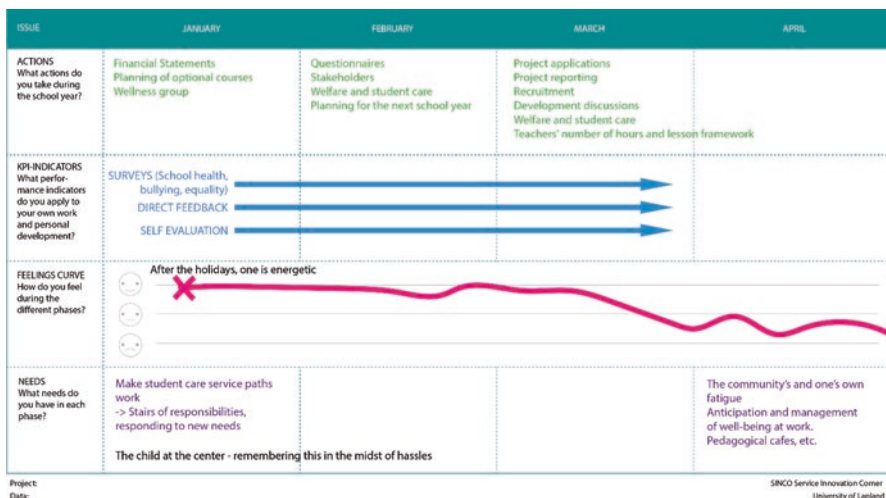 ISSUE
JANUARY
FEBRUARY
MARCH
APRIL
ACTIONS
What actions do
you take during
the school year?
Financial Statements
Planning of optional courses
Wellness group
Questionnaires
Stakeholders
Welfare and student care
Planning for the next school year
Project applications
Project reporting
Recruitment
Development discussions
Welfare and student care
Teachers' number of hours and lesson framework
KPI-INDICATORS
What perfor-
mance indicators
do you apply to
your own work
and personal
development?
SURVEYS (School health,
bullying, equality)
DIRECT FEEDBACK
SELF EVALUATION
FEELINGS CURVE
How do you feel
during the
different phases?
After the holidays, one is energetic
NEEDS
What needs do
you have in each
phase?
Make student care service paths
work
-> Stairs of responsibilities,
responding to new needs
The child at the center - remembering this in the midst of hassles
The community's and one's own
fatigue
Anticipation and management
of well-being at work.
Pedagogical cafes, etc.
Project:
Data:
SINCO Service Innovation Corner
University of Lapland